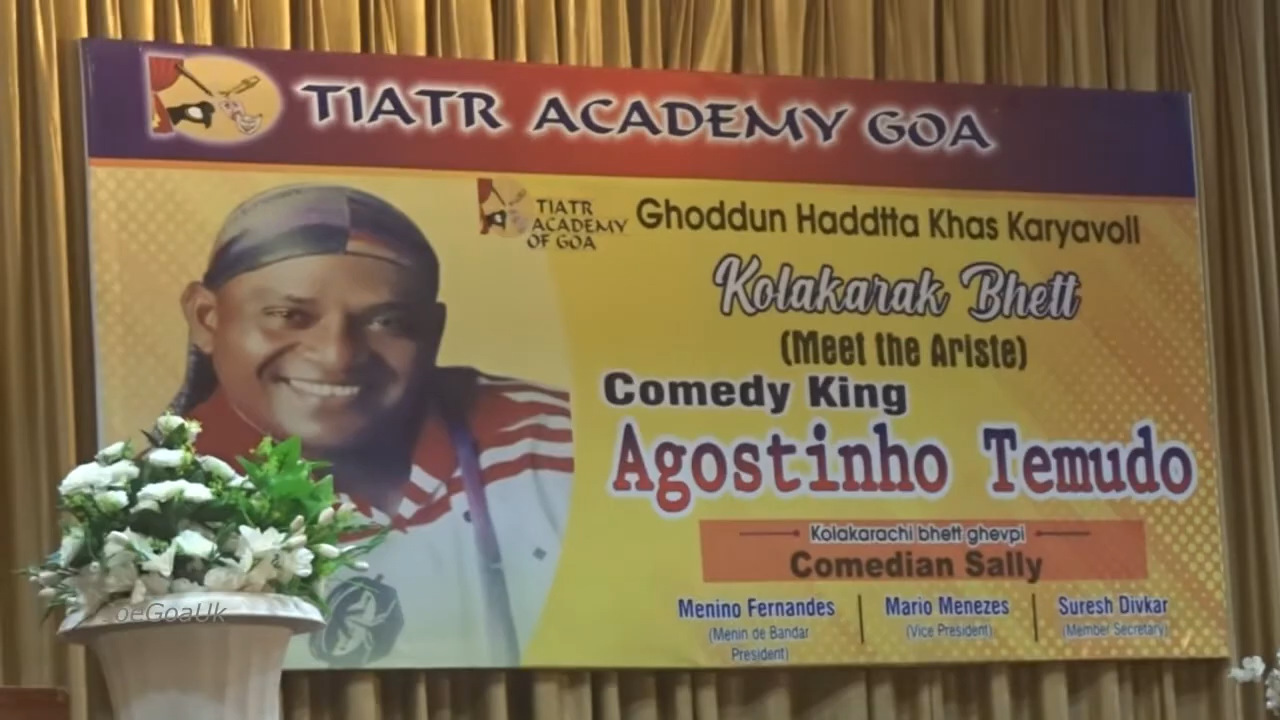 TIATR ACADEMY GOA
TIATR
ACADEMY
OF GOA
Ghoddun Haddtta Khas Karyavoll
Kolakarak Bhett
(Meet the Ariste)
Comedy King
Agostinho Temudo
Kolakarachi bhett ghevpi
Comedian Sally
Menino Fernandes
(Menin de Bandar
President)
Mario Menezes
(Vice President)
Suresh Divkar
(Member Secretary)
oeGoaUk